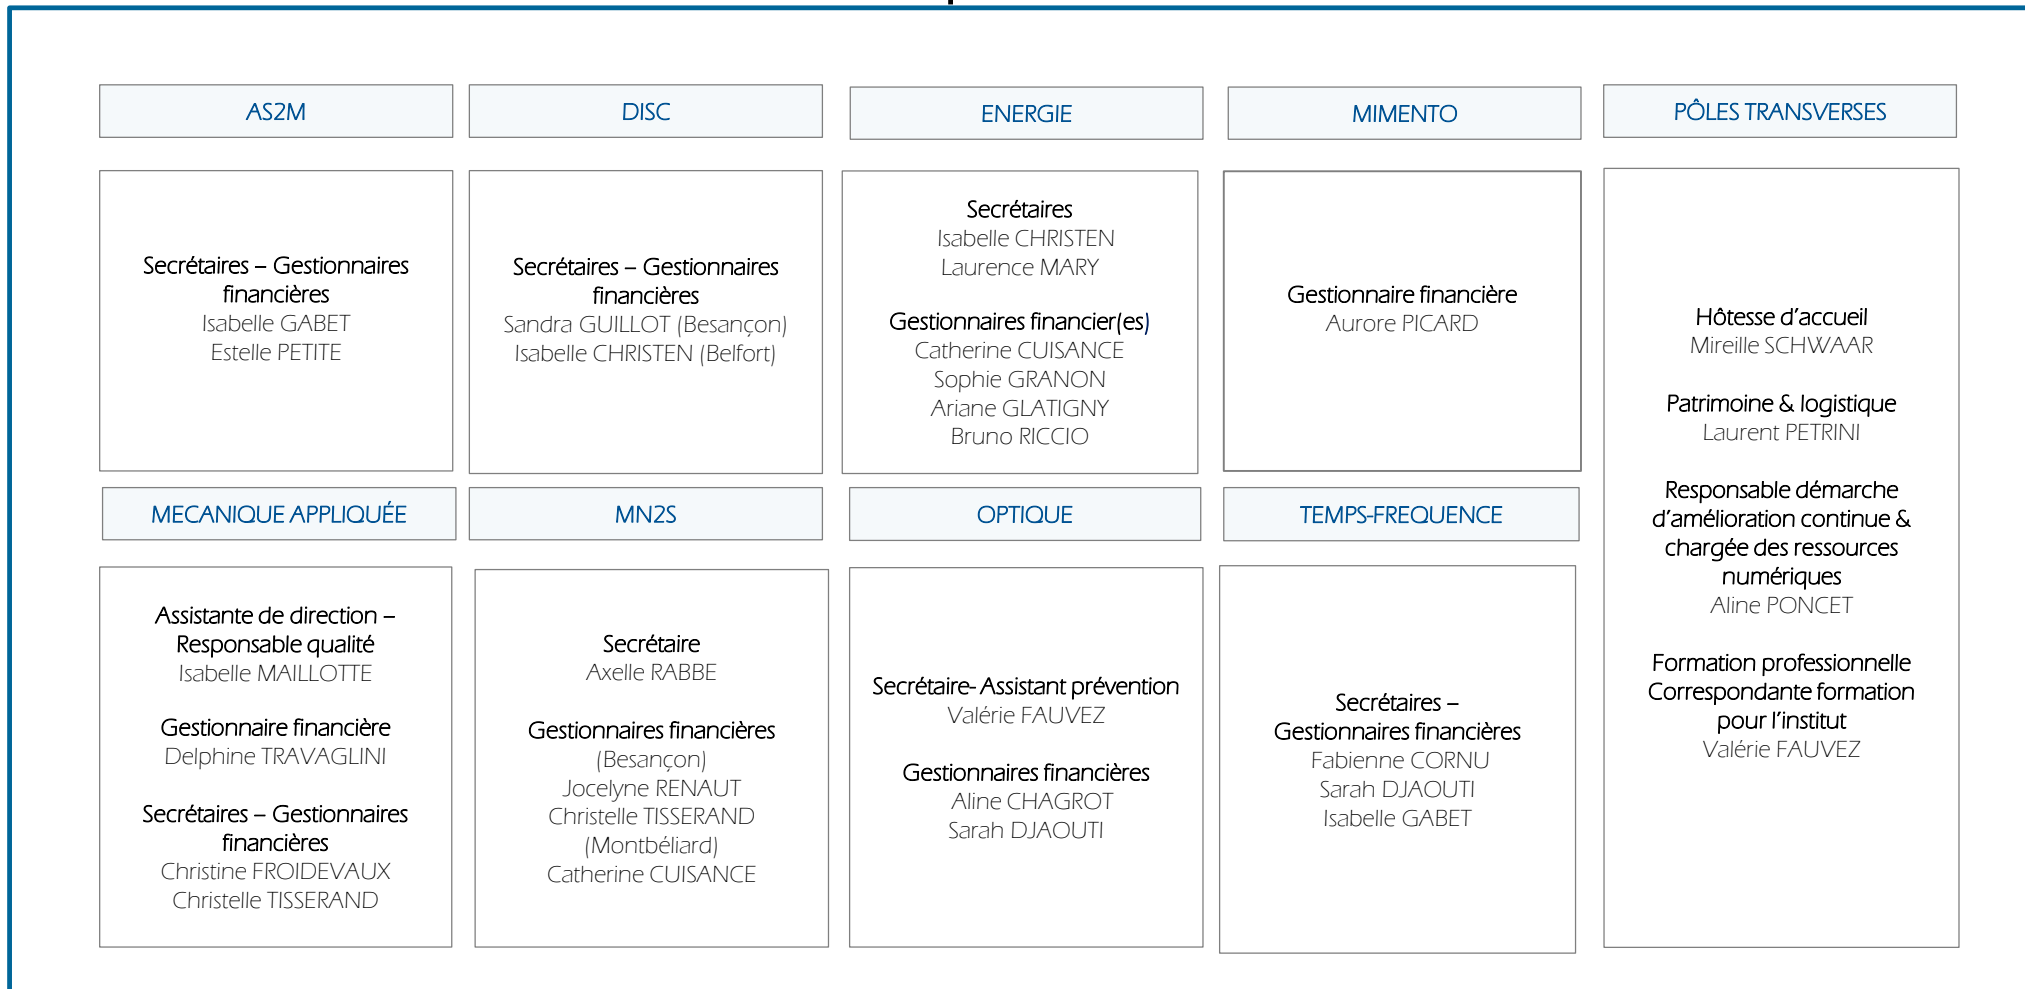 AS2M
Secrétaires – Gestionnaires
financières
Isabelle GABET
Estelle PETITE
DISC
Secrétaires – Gestionnaires
financières
Sandra GUILLOT (Besançon)
Isabelle CHRISTEN (Belfort)
ENERGIE
Secrétaires
Isabelle CHRISTEN
Laurence MARY
Gestionnaires financier(es)
Catherine CUISANCE
Sophie GRANON
Ariane GLATIGNY
Bruno RICCIO
MIMENTO
Gestionnaire financière
Aurore PICARD
PÔLES TRANSVERSES
Hôtesse d’accueil
Mireille SCHWAAR
Patrimoine & logistique
Laurent PETRINI
Responsable démarche
d’amélioration continue &
chargée des ressources
numériques
Aline PONCET
Formation professionnelle
Correspondante formation
pour l’institut
Valérie FAUVEZ
MECANIQUE APPLIQUÉE
Assistante de direction –
Responsable qualité
Isabelle MAILLOTTE
Gestionnaire financière
Delphine TRAVAGLINI
Secrétaires – Gestionnaires
financières
Christine FROIDEVAUX
Christelle TISSERAND
MN2S
Secrétaire
Axelle RABBE
Gestionnaires financières
(Besançon)
Jocelyne RENAUT
Christelle TISSERAND
(Montbéliard)
Catherine CUISANCE
OPTIQUE
Secrétaire- Assistant prévention
Valérie FAUVEZ
Gestionnaires financières
Aline CHAGROT
Sarah DJAOUTI
TEMPS-FREQUENCE
Secrétaires –
Gestionnaires financières
Fabienne CORNU
Sarah DJAOUTI
Isabelle GABET